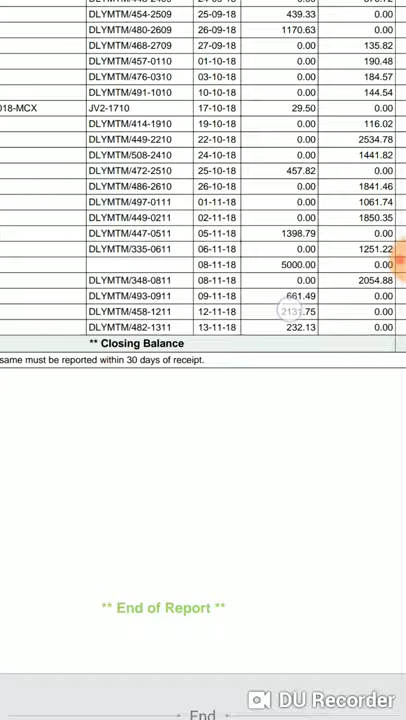 DLYMTM/454-2509 25-09-18 439.33 0.00
DLYMTM/480-2609 26-09-18 1170.63 0.00
DLYMTM/468-2709 27-09-18 0.00 135.82
DLYMTM/457-0110 01-10-18 0.00 190.48
DLYMTM/476-0310 03-10-18 0.00 184.57
DLYMTM/491-1010 10-10-18 0.00 144.54
018-MCX JV2-1710 17-10-18 29.50 0.00
DLYMTM/414-1910 19-10-18 0.00 116.02
DLYMTM/449-2210 22-10-18 0.00 2534.78
DLYMTM/508-2410 24-10-18 0.00 1441.82
DLYMTM/472-2510 25-10-18 457.82 0.00
DLYMTM/486-2610 26-10-18 0.00 1841.46
DLYMTM/497-0111 01-11-18 0.00 1061.74
DLYMTM/449-0211 02-11-18 0.00 1850.35
DLYMTM/447-0511 05-11-18 1398.79 0.00
DLYMTM/335-0611 06-11-18 0.00 1251.22
08-11-18 5000.00 0.00
DLYMTM/348-0811 08-11-18 0.00 2054.88
DLYMTM/493-0911 09-11-18 661.49 0.00
DLYMTM/458-1211 12-11-18 2131.75 0.00
DLYMTM/482-1311 13-11-18 232.13 0.00
** Closing Balance
same must be reported within 30 days of receipt.
** End of Report **
DU Recorder
End